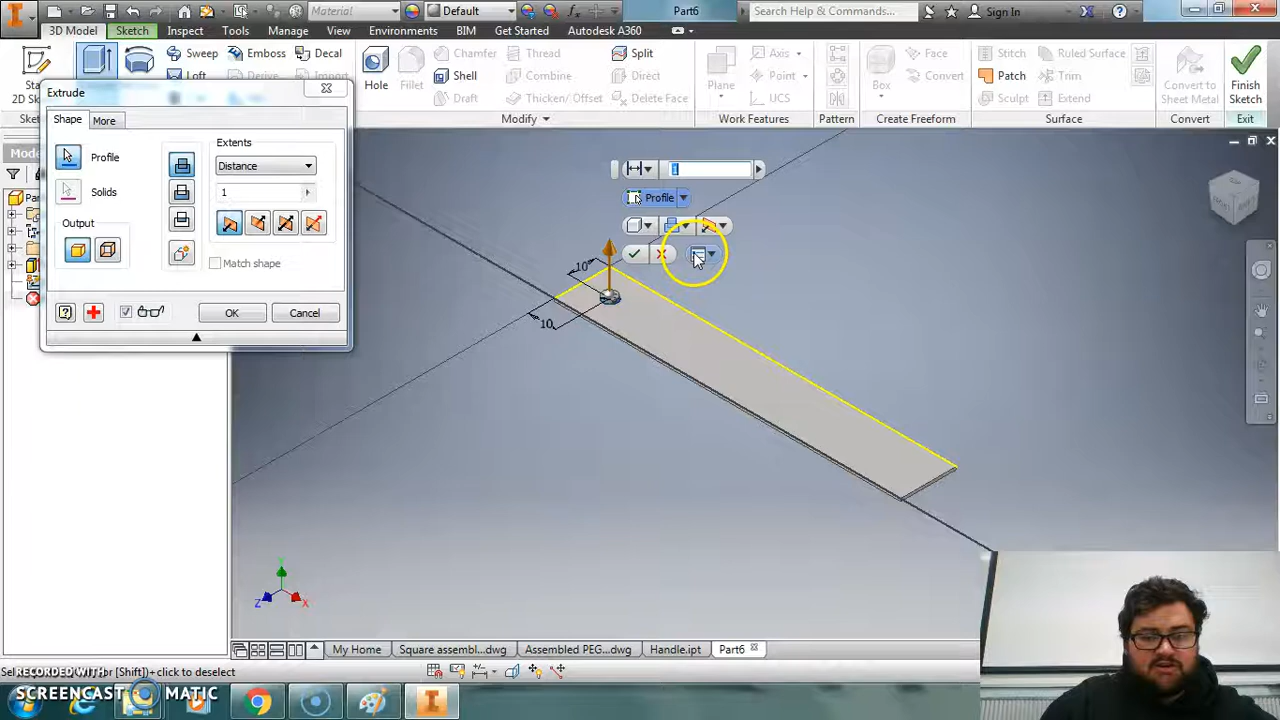 Material
Default
Part6
Search Help & Commands...
Sign In
3D Model
Sketch
Inspect
Tools
Manage
View
Environments
BIM
Get Started
Autodesk A360
Sweep
Emboss
Decal
Loft
Derive
Import
2D Sk
Hole
Fillet
Chamfer
Thread
Split
Shell
Combine
Direct
Draft
Thicken/ Offset
Delete Face
Plane
Axis
Point
UCS
Box
Face
Convert
Stitch
Ruled Surface
Patch
Trim
Sculpt
Extend
Convert to
Sheet Metal
Finish
Sketch
Modify
Work Features
Pattern
Create Freeform
Surface
Convert
Exit
Extrude
Shape
More
Profile
Solids
Output
Extents
Distance
1
Match shape
OK
Cancel
1
Profile
10
10
Y
Z
X
My Home
Square assembl...dwg
Assembled PEG...dwg
Handle.ipt
Part6
or [Shift]+ click to deselect
RECORDED WITH
SCREENCAST MATIC